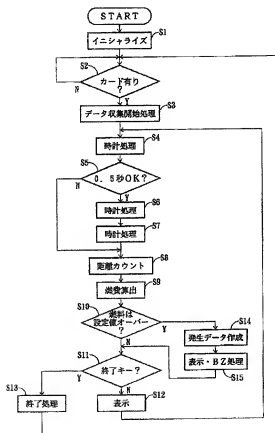 START
S1
イニシャライズ
S2
カード有り
?
N
Y
S3
データ収集開始処理
S4
時計処理
S5
0.5秒OK?
N
Y
S6
時計処理
S7
時計処理
距離カウント
S8
S9
燃費算出
S10
燃料は
設定値オーバー
?
Y
N
S14
発生データ作成
表示・BZ処理
S15
S11
終了キー?
Y
N
S13
終了処理
表示
S12